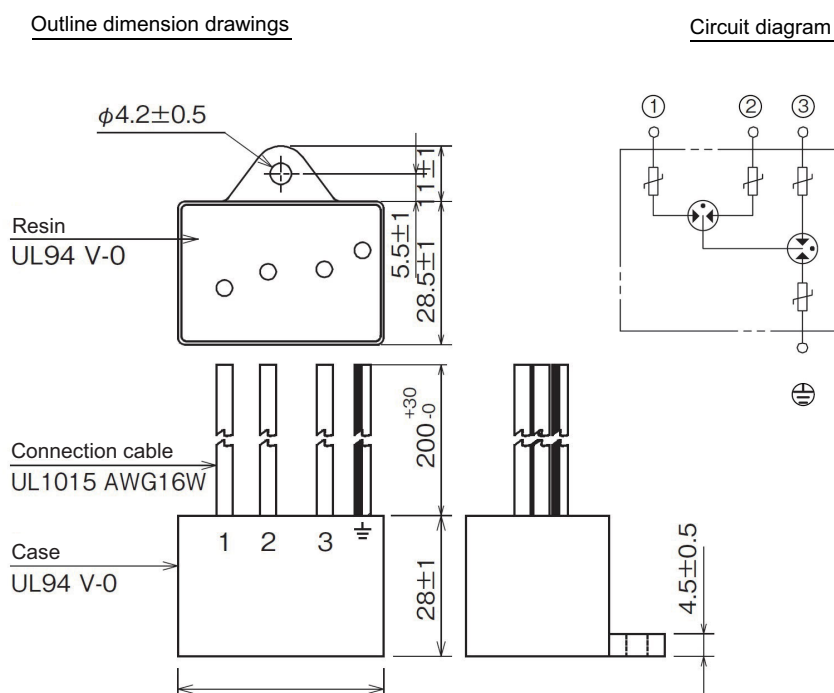 Outline dimension drawings
Circuit diagram
φ4.2±0.5
11±1
5.5±1
28.5±1
Resin
UL94 V-0
① ② ③
200 +30 -0
Connection cable
UL1015 AWG16W
1 2 3
Case
UL94 V-0
28±1
4.5±0.5